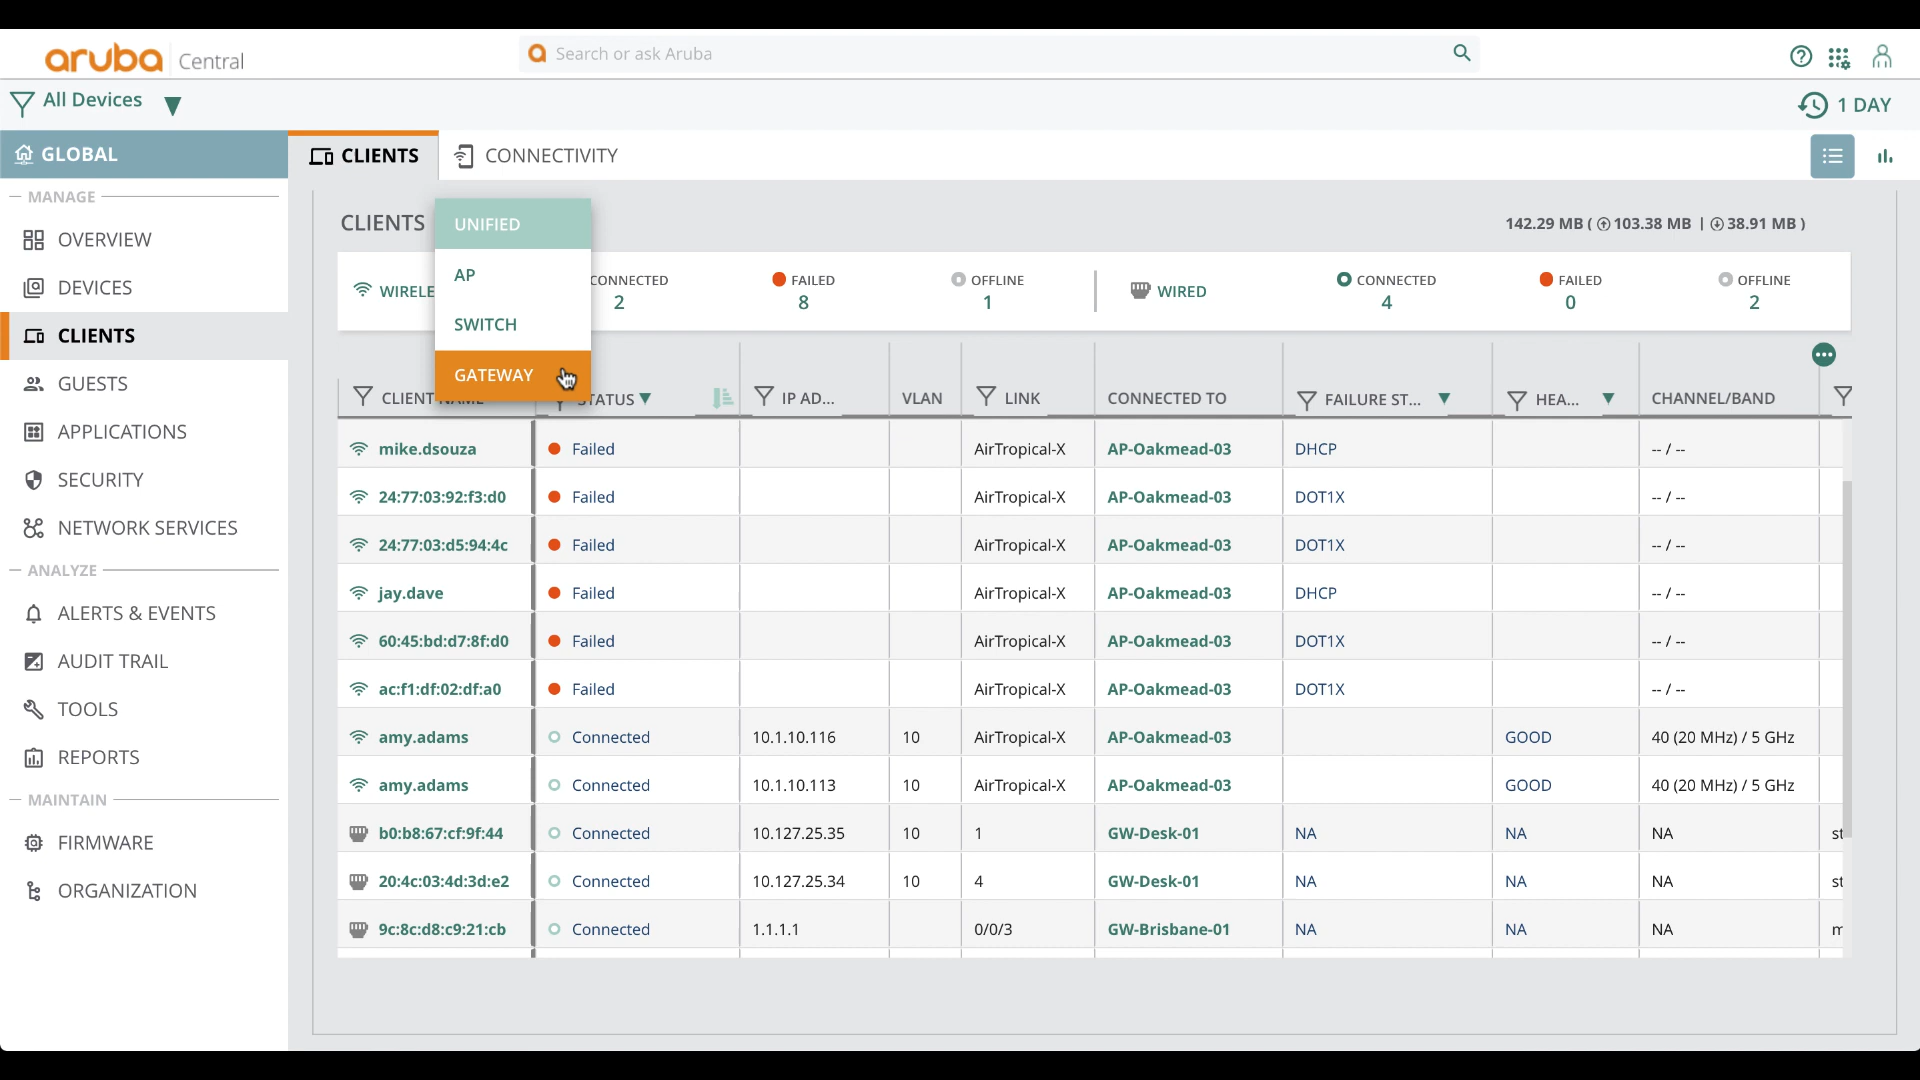 aruba Central
Search or ask Aruba
All Devices
1 DAY
GLOBAL
CLIENTS
CONNECTIVITY
MANAGE
OVERVIEW
DEVICES
CLIENTS
GUESTS
APPLICATIONS
SECURITY
NETWORK SERVICES
ANALYZE
ALERTS & EVENTS
AUDIT TRAIL
TOOLS
REPORTS
MAINTAIN
FIRMWARE
ORGANIZATION
CLIENTS
UNIFIED
AP
SWITCH
GATEWAY
142.29 MB ( 103.38 MB | 38.91 MB )
WIRELE
CONNECTED
2
FAILED
8
OFFLINE
1
WIRED
CONNECTED
4
FAILED
0
OFFLINE
2
CLIENT NAME STATUS IP AD... VLAN LINK CONNECTED TO FAILURE ST... HEA... CHANNEL/BAND
mike.dsouza Failed AirTropical-X AP-Oakmead-03 DHCP -- / --
24:77:03:92:f3:d0 Failed AirTropical-X AP-Oakmead-03 DOT1X -- / --
24:77:03:d5:94:4c Failed AirTropical-X AP-Oakmead-03 DOT1X -- / --
jay.dave Failed AirTropical-X AP-Oakmead-03 DHCP -- / --
60:45:bd:d7:8f:d0 Failed AirTropical-X AP-Oakmead-03 DOT1X -- / --
ac:f1:df:02:df:a0 Failed AirTropical-X AP-Oakmead-03 DOT1X -- / --
amy.adams Connected 10.1.10.116 10 AirTropical-X AP-Oakmead-03 GOOD 40 (20 MHz) / 5 GHz
amy.adams Connected 10.1.10.113 10 AirTropical-X AP-Oakmead-03 GOOD 40 (20 MHz) / 5 GHz
b0:b8:67:cf:9f:44 Connected 10.127.25.35 10 1 GW-Desk-01 NA NA NA st
20:4c:03:4d:3d:e2 Connected 10.127.25.34 10 4 GW-Desk-01 NA NA NA st
9c:8c:d8:c9:21:cb Connected 1.1.1.1 0/0/3 GW-Brisbane-01 NA NA NA m